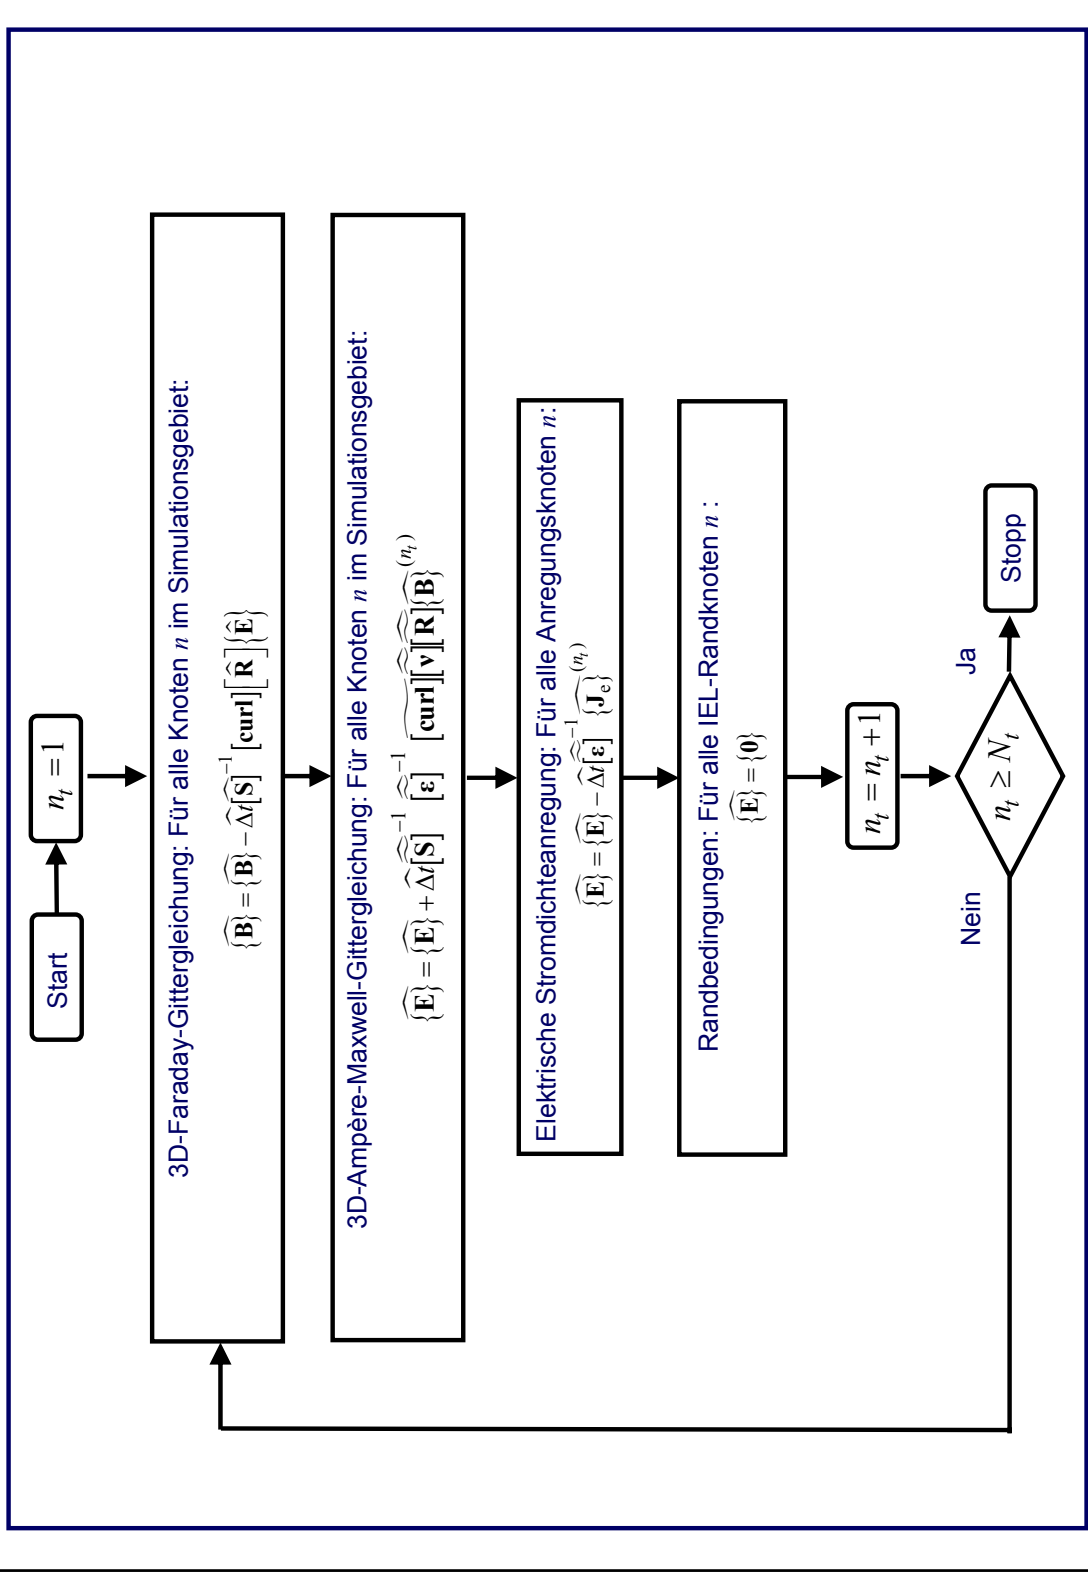 Start
n_t = 1
3D-Faraday-Gittergleichung: Für alle Knoten n im Simulationsgebiet:
{B} = {B} − Δt[S]⁻¹ [curl][R]{E}
3D-Ampère-Maxwell-Gittergleichung: Für alle Knoten n im Simulationsgebiet:
{E} = {E} + Δt[S]⁻¹ [ε]⁻¹ [curl][ν][R]{B}^(n_t)
Elektrische Stromdichteanregung: Für alle Anregungsknoten n:
{E} = {E} − Δt[ε]⁻¹ {J_e}^(n_t)
Randbedingungen: Für alle IEL-Randknoten n :
{E} = {0}
n_t = n_t + 1
n_t ≥ N_t
Nein
Ja
Stopp